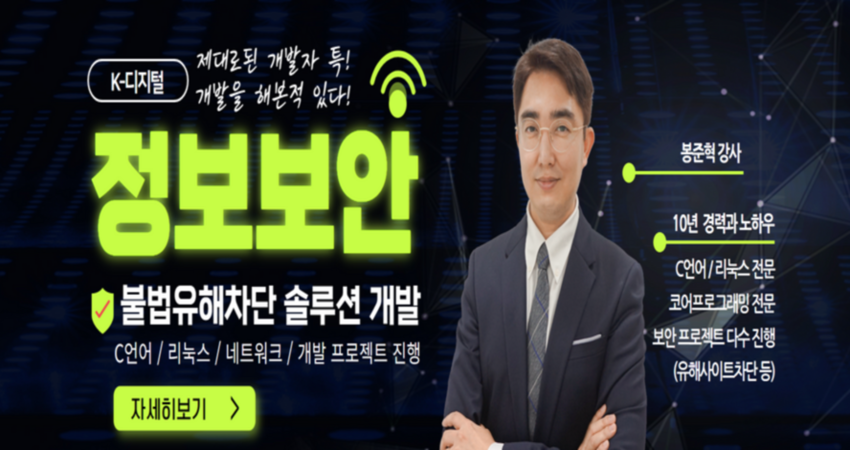 K-디지털
제대로된 개발자 특!
개발을 해본적 있다!
정보보안
불법유해차단 솔루션 개발
C언어 / 리눅스 / 네트워크 / 개발 프로젝트 진행
자세히보기 >
봉준혁 강사
10년 경력과 노하우
C언어 / 리눅스 전문
코어프로그래밍 전문
보안 프로젝트 다수 진행
(유해사이트차단 등)